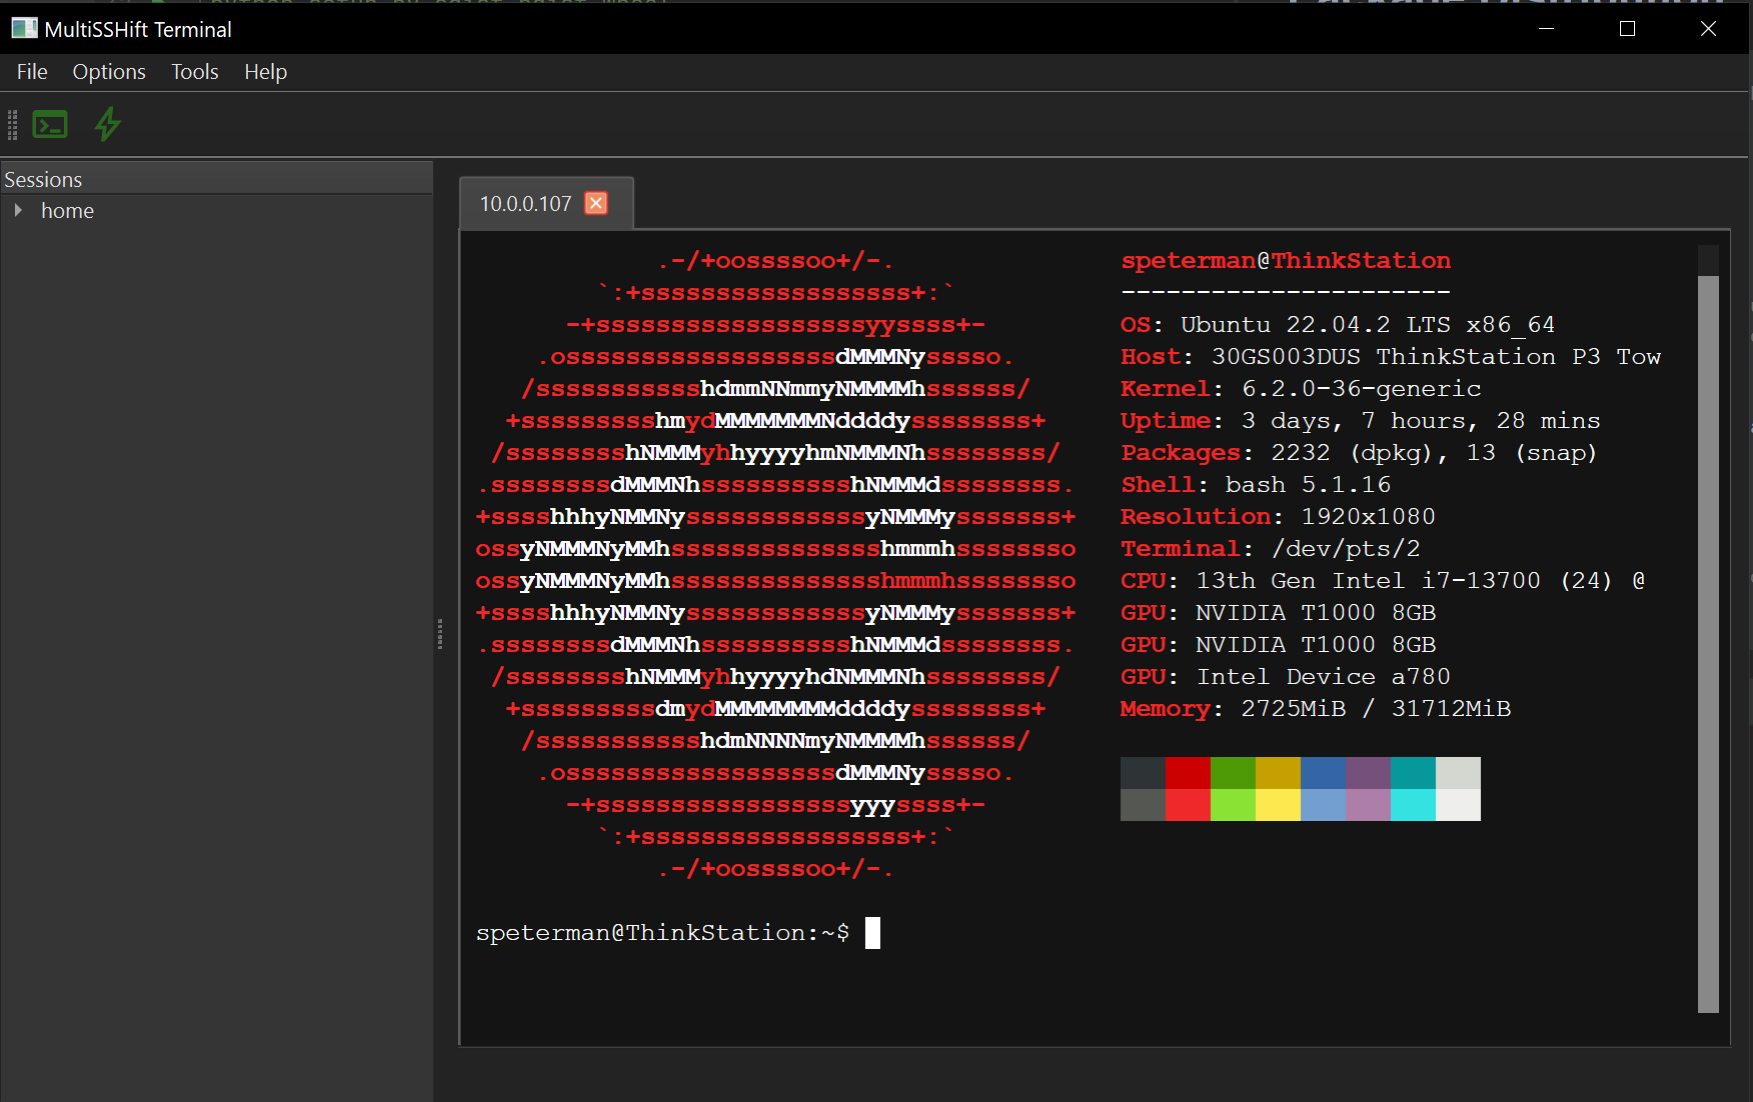 MultiSSHift Terminal
File Options Tools Help
Sessions
home
10.0.0.107
.-/+oossssoo+/-.
`:+ssssssssssssssssss+:`
-+ssssssssssssssssssyyssss+-
.ossssssssssssssssssdMMMNysssso.
/ssssssssssshdmmNNmmyNMMMMhssssss/
+ssssssssshmydMMMMMMMNddddyssssssss+
/sssssssshNMMMyhhyyyyhmNMMMNhssssssss/
.ssssssssdMMMNhsssssssssshNMMMdssssssss.
+sssshhhyNMMNyssssssssssssyNMMMysssssss+
ossyNMMMNyMMhsssssssssssssshmmmhssssssso
ossyNMMMNyMMhsssssssssssssshmmmhssssssso
+sssshhhyNMMNyssssssssssssyNMMMysssssss+
.ssssssssdMMMNhsssssssssshNMMMdssssssss.
/sssssssshNMMMyhhyyyyhdNMMMNhssssssss/
+sssssssssdmydMMMMMMMMddddyssssssss+
/ssssssssssshdmNNNNmyNMMMMhssssss/
.ossssssssssssssssssdMMMNysssso.
-+sssssssssssssssssyyyssss+-
`:+ssssssssssssssssss+:`
.-/+oossssoo+/-.
speterman@ThinkStation
----------------------
OS: Ubuntu 22.04.2 LTS x86_64
Host: 30GS003DUS ThinkStation P3 Tow
Kernel: 6.2.0-36-generic
Uptime: 3 days, 7 hours, 28 mins
Packages: 2232 (dpkg), 13 (snap)
Shell: bash 5.1.16
Resolution: 1920x1080
Terminal: /dev/pts/2
CPU: 13th Gen Intel i7-13700 (24) @
GPU: NVIDIA T1000 8GB
GPU: NVIDIA T1000 8GB
GPU: Intel Device a780
Memory: 2725MiB / 31712MiB
speterman@ThinkStation:~$